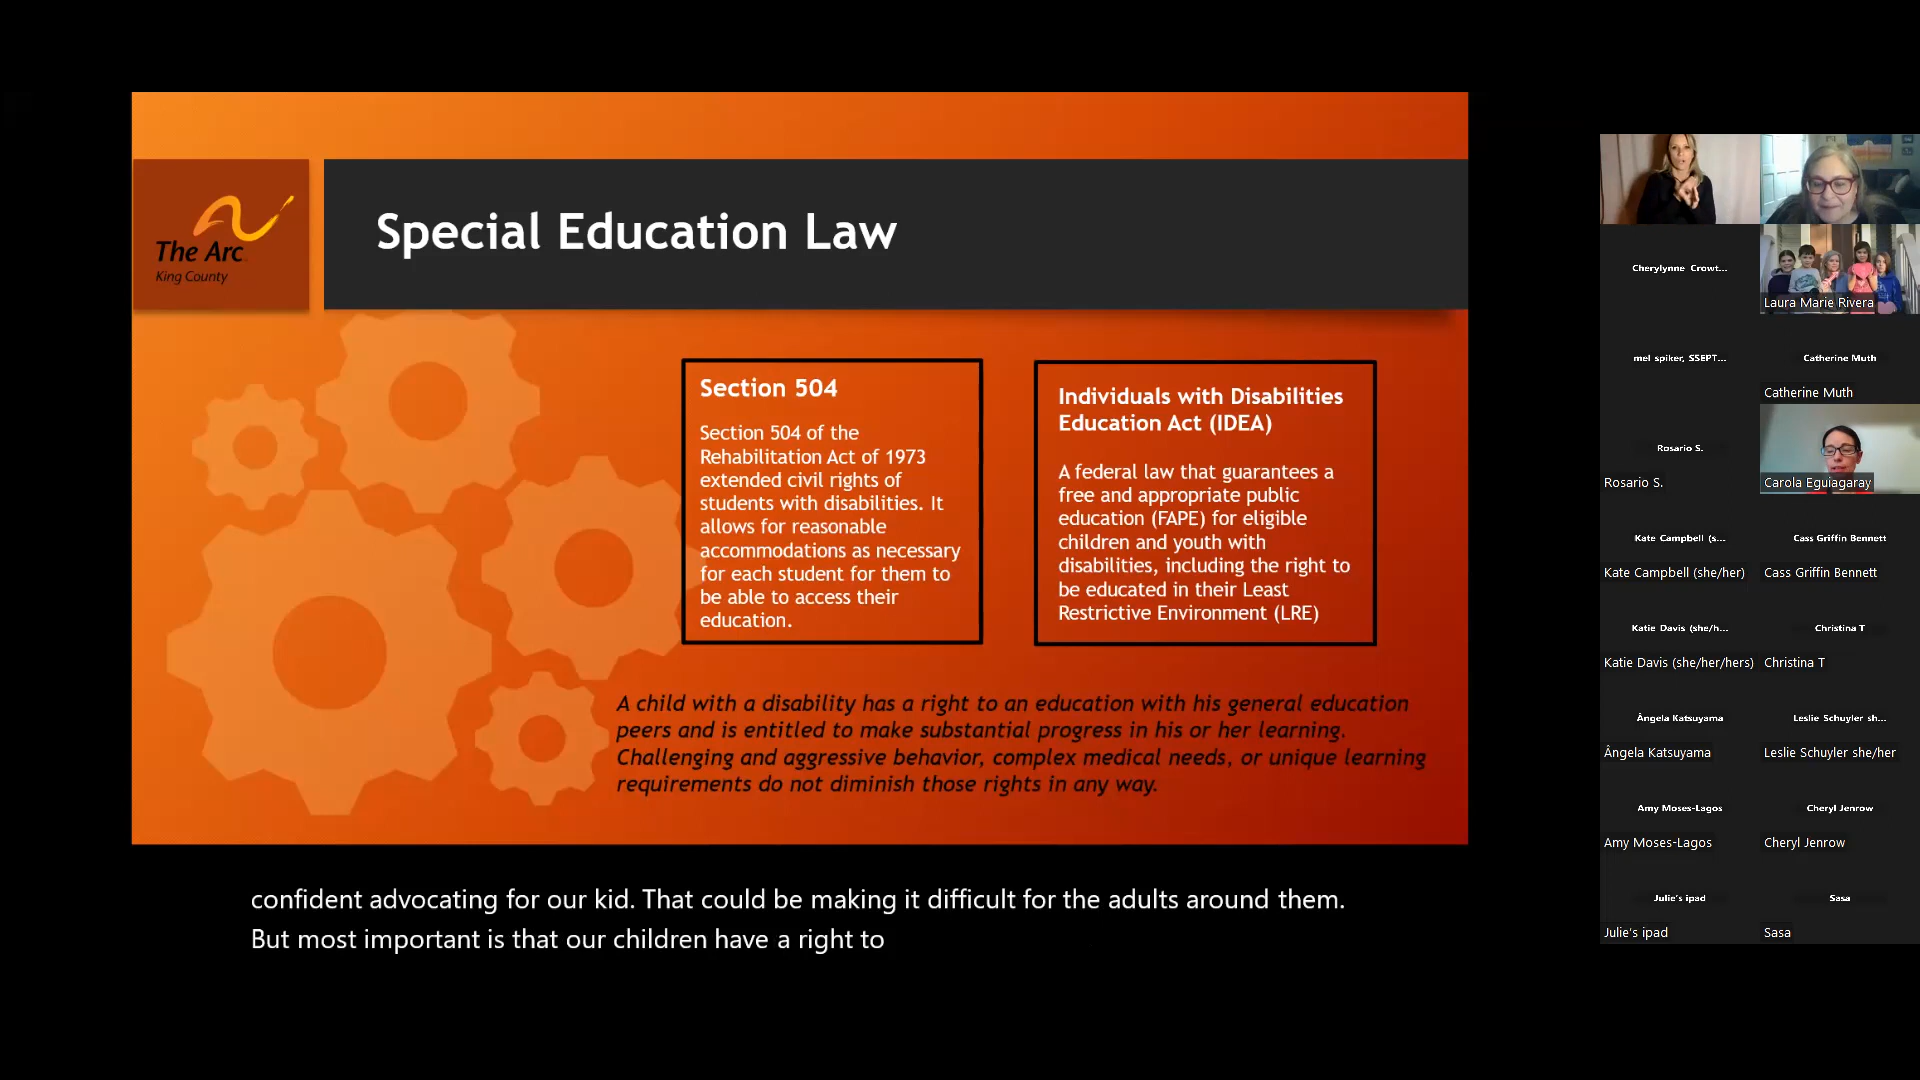 The Arc
King County
Special Education Law
Section 504
Section 504 of the
Rehabilitation Act of 1973
extended civil rights of
students with disabilities. It
allows for reasonable
accommodations as necessary
for each student for them to
be able to access their
education.
Individuals with Disabilities
Education Act (IDEA)
A federal law that guarantees a
free and appropriate public
education (FAPE) for eligible
children and youth with
disabilities, including the right to
be educated in their Least
Restrictive Environment (LRE)
A child with a disability has a right to an education with his general education
peers and is entitled to make substantial progress in his or her learning.
Challenging and aggressive behavior, complex medical needs, or unique learning
requirements do not diminish those rights in any way.
confident advocating for our kid. That could be making it difficult for the adults around them.
But most important is that our children have a right to
Cherylynne Crowt...
Laura Marie Rivera
mel spiker, SSEPT...
Catherine Muth
Catherine Muth
Rosario S.
Rosario S.
Carola Eguiagaray
Kate Campbell (s...
Kate Campbell (she/her)
Cass Griffin Bennett
Cass Griffin Bennett
Katie Davis (she/h...
Katie Davis (she/her/hers)
Christina T
Christina T
Ângela Katsuyama
Ângela Katsuyama
Leslie Schuyler sh...
Leslie Schuyler she/her
Amy Moses-Lagos
Amy Moses-Lagos
Cheryl Jenrow
Cheryl Jenrow
Julie's ipad
Julie's ipad
Sasa
Sasa